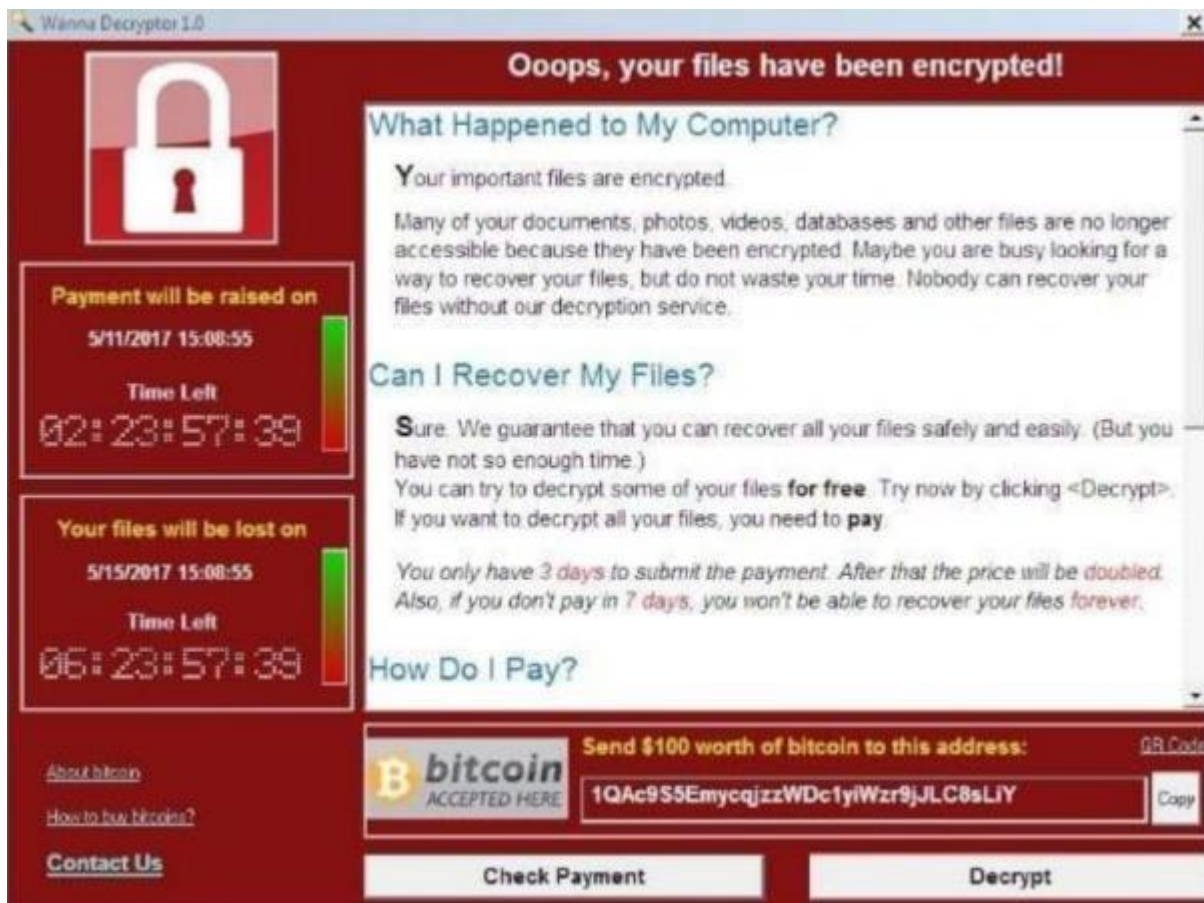 Wanna Decryptor 1.0
Ooops, your files have been encrypted!
Payment will be raised on
5/11/2017 15:08:55
Time Left
02:23:57:39
Your files will be lost on
5/15/2017 15:08:55
Time Left
06:23:57:39
About bitcoin
How to buy bitcoins?
Contact Us
What Happened to My Computer?
Your important files are encrypted.
Many of your documents, photos, videos, databases and other files are no longer
accessible because they have been encrypted. Maybe you are busy looking for a
way to recover your files, but do not waste your time. Nobody can recover your
files without our decryption service.
Can I Recover My Files?
Sure. We guarantee that you can recover all your files safely and easily. (But you
have not so enough time.)
You can try to decrypt some of your files for free. Try now by clicking <Decrypt>.
If you want to decrypt all your files, you need to pay.
You only have 3 days to submit the payment. After that the price will be doubled.
Also, if you don't pay in 7 days, you won't be able to recover your files forever.
How Do I Pay?
bitcoin
ACCEPTED HERE
Send $100 worth of bitcoin to this address:
QR Code
1QAc9S5EmycqjzzWDc1yiWzr9jJLC8sLiY
Copy
Check Payment
Decrypt